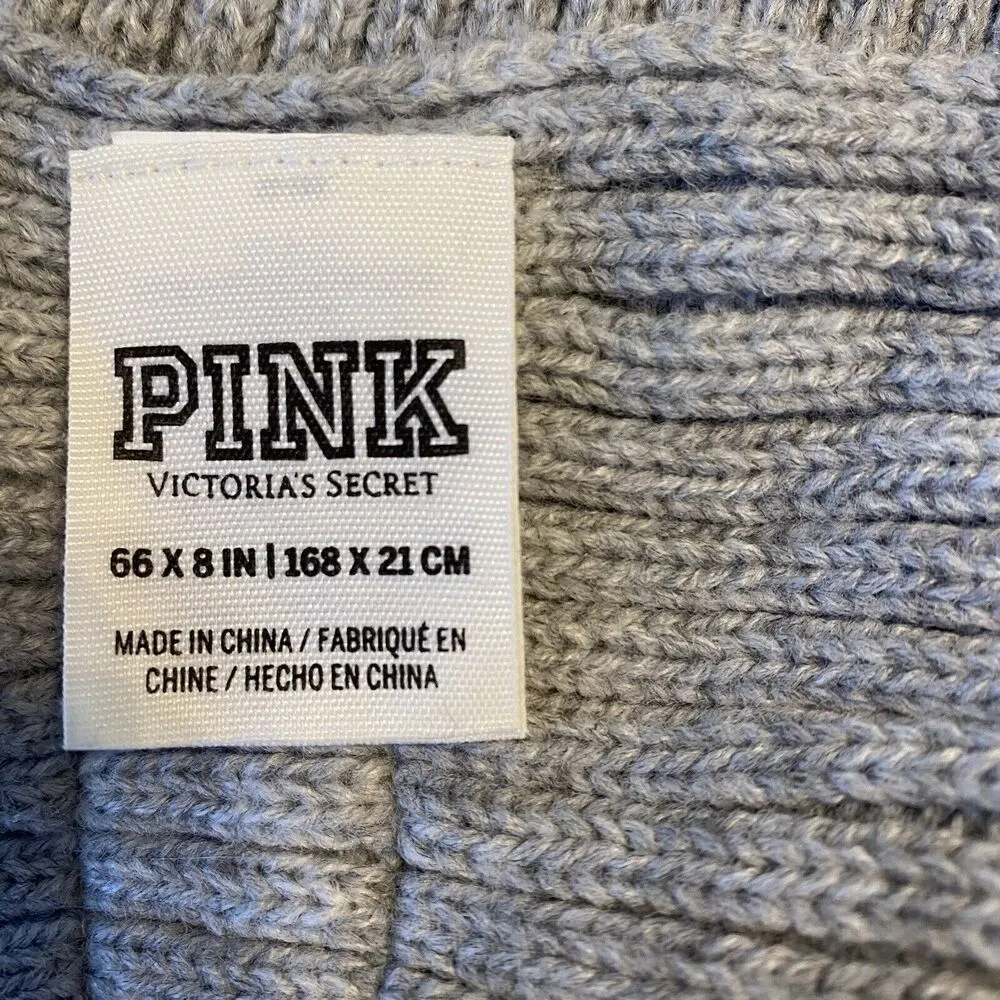 PINK
VICTORIA'S SECRET
66 X 8 IN | 168 X 21 CM
MADE IN CHINA / FABRIQUÉ EN
CHINE / HECHO EN CHINA